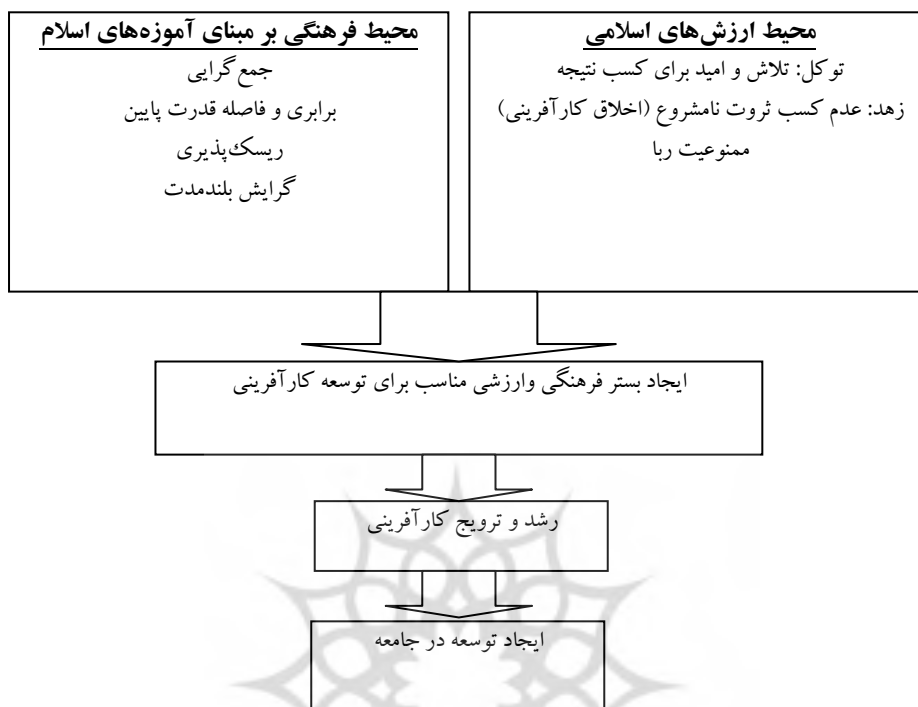 محیط ارزش‌های اسلامی
توکل: تلاش و امید برای کسب نتیجه
زهد: عدم کسب ثروت نامشروع (اخلاق کارآفرینی)
ممنوعیت ربا
محیط فرهنگی بر مبنای آموزه‌های اسلام
جمع‌گرایی
برابری و فاصله قدرت پایین
ریسک‌پذیری
گرایش بلندمدت
ایجاد بستر فرهنگی وارزشی مناسب برای توسعه کارآفرینی
رشد و ترویج کارآفرینی
ایجاد توسعه در جامعه